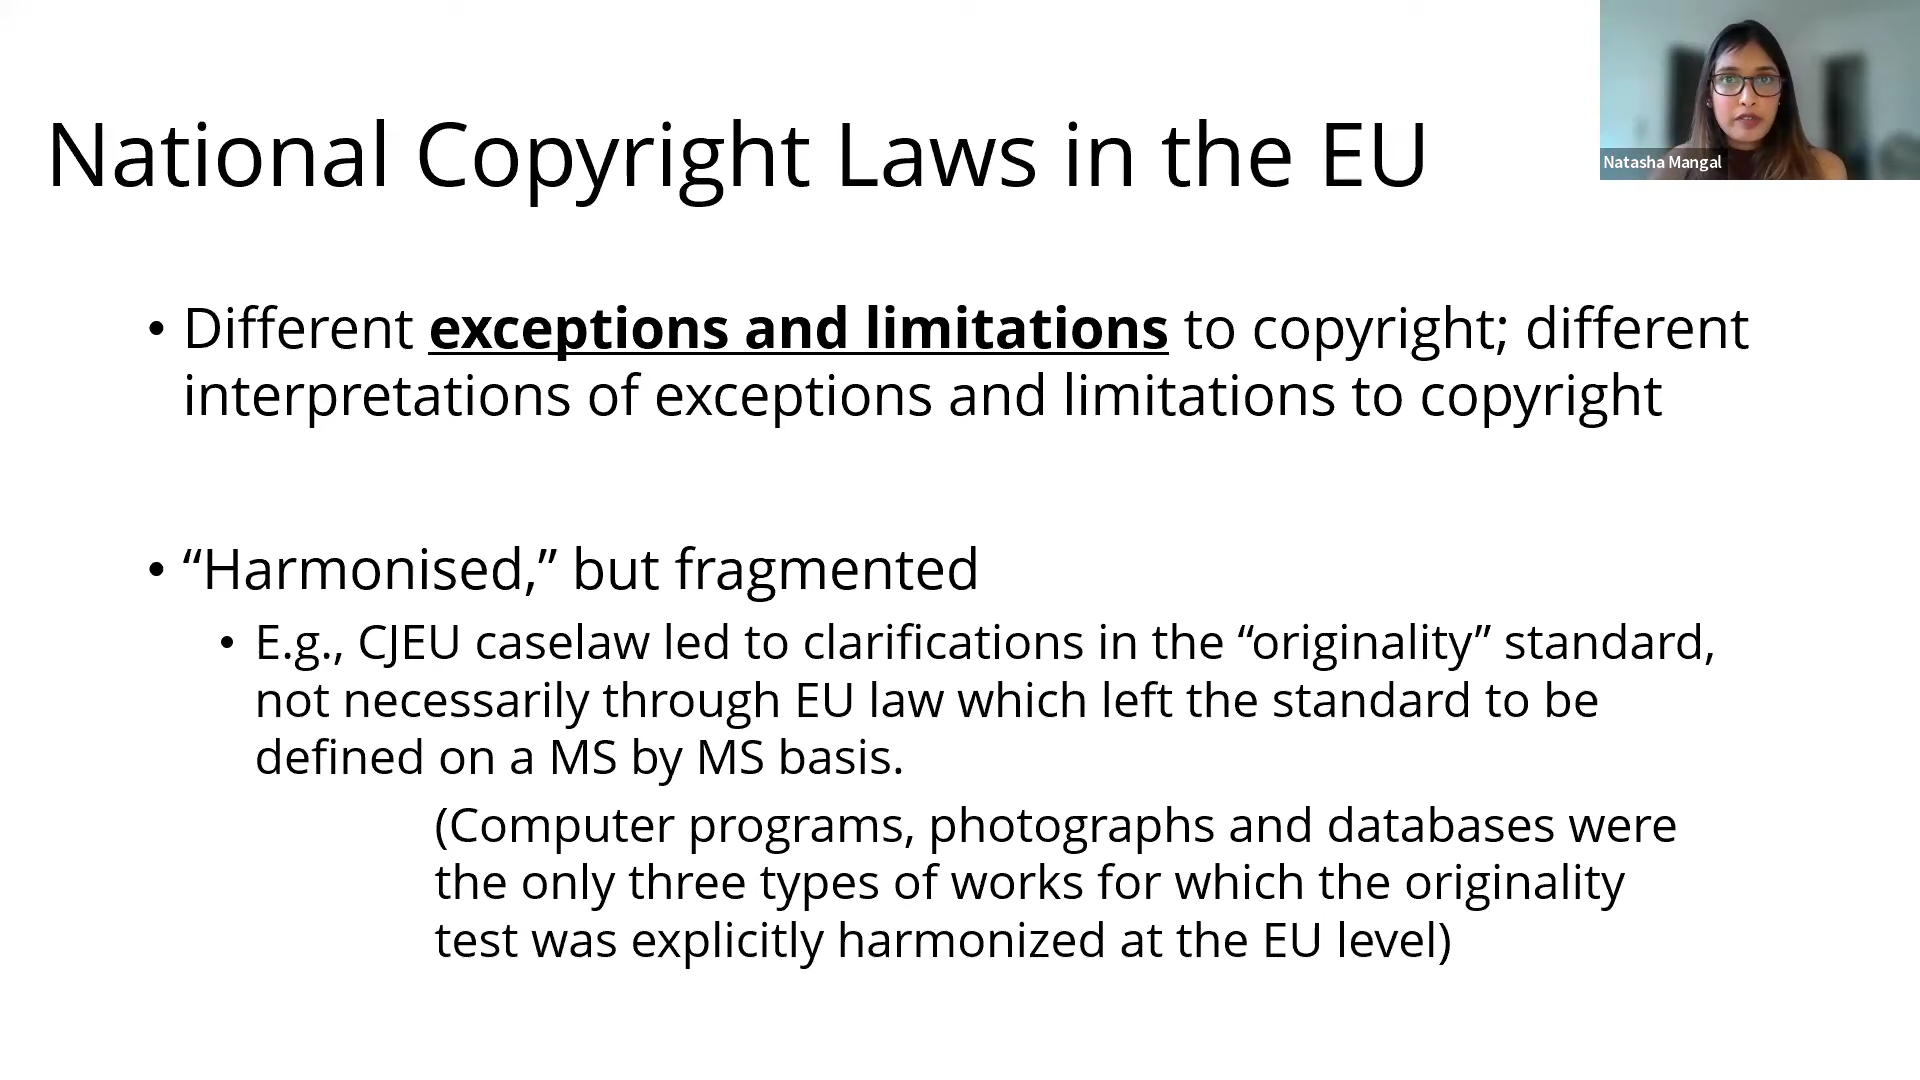 National Copyright Laws in the EU
Natasha Mangal
• Different exceptions and limitations to copyright; different
interpretations of exceptions and limitations to copyright
• “Harmonised,” but fragmented
• E.g., CJEU caselaw led to clarifications in the “originality” standard,
not necessarily through EU law which left the standard to be
defined on a MS by MS basis.
(Computer programs, photographs and databases were
the only three types of works for which the originality
test was explicitly harmonized at the EU level)